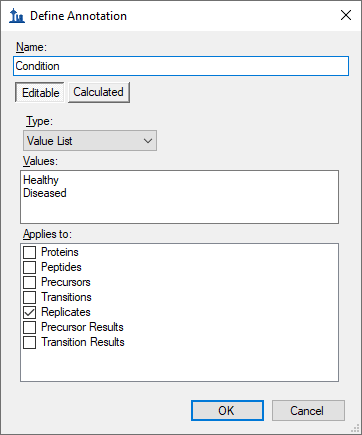 Define Annotation
Name:
Condition
Editable
Calculated
Type:
Value List
Values:
Healthy
Diseased
Applies to:
Proteins
Peptides
Precursors
Transitions
Replicates
Precursor Results
Transition Results
OK
Cancel